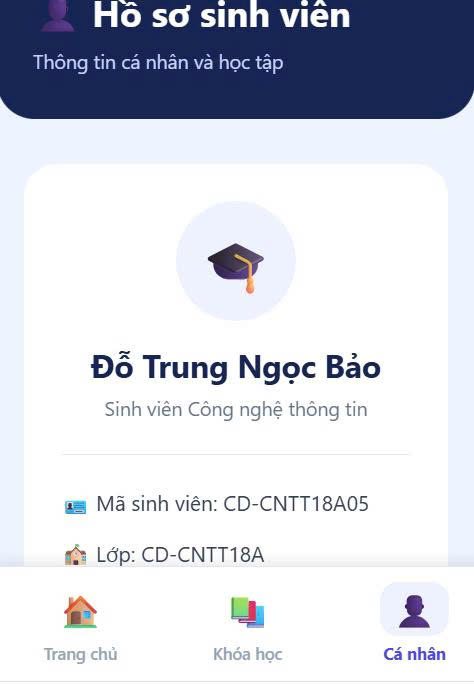 Hồ sơ sinh viên
Thông tin cá nhân và học tập
Đỗ Trung Ngọc Bảo
Sinh viên Công nghệ thông tin
Mã sinh viên: CD-CNTT18A05
Lớp: CD-CNTT18A
Trang chủ
Khóa học
Cá nhân